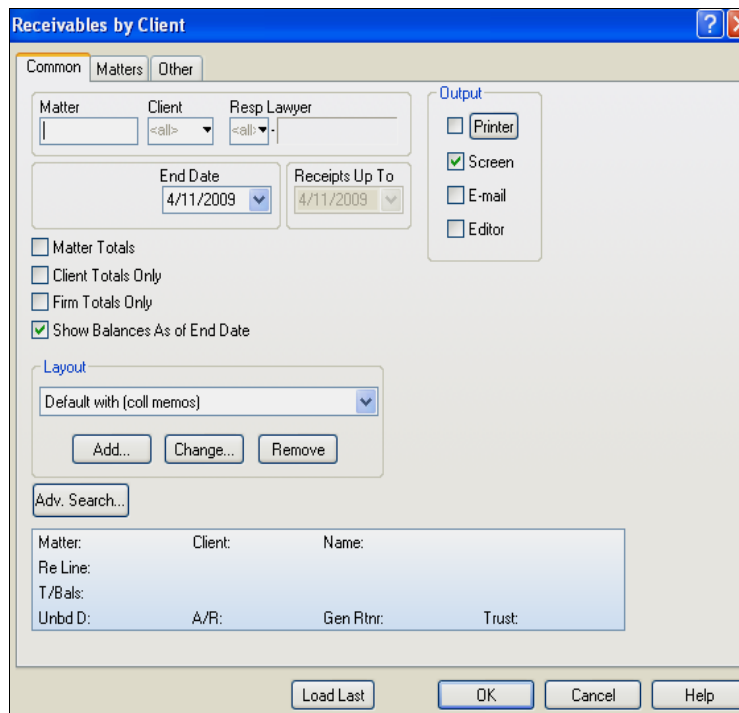 Receivables by Client
?
Common Matters Other
Matter Client Resp Lawyer
<all> <all> -
End Date Receipts Up To
4/11/2009 4/11/2009
Output
Printer
Screen
E-mail
Editor
Matter Totals
Client Totals Only
Firm Totals Only
Show Balances As of End Date
Layout
Default with (coll memos)
Add... Change... Remove
Adv. Search...
Matter: Client: Name:
Re Line:
T/Bals:
Unbd D: A/R: Gen Rtnr: Trust:
Load Last OK Cancel Help